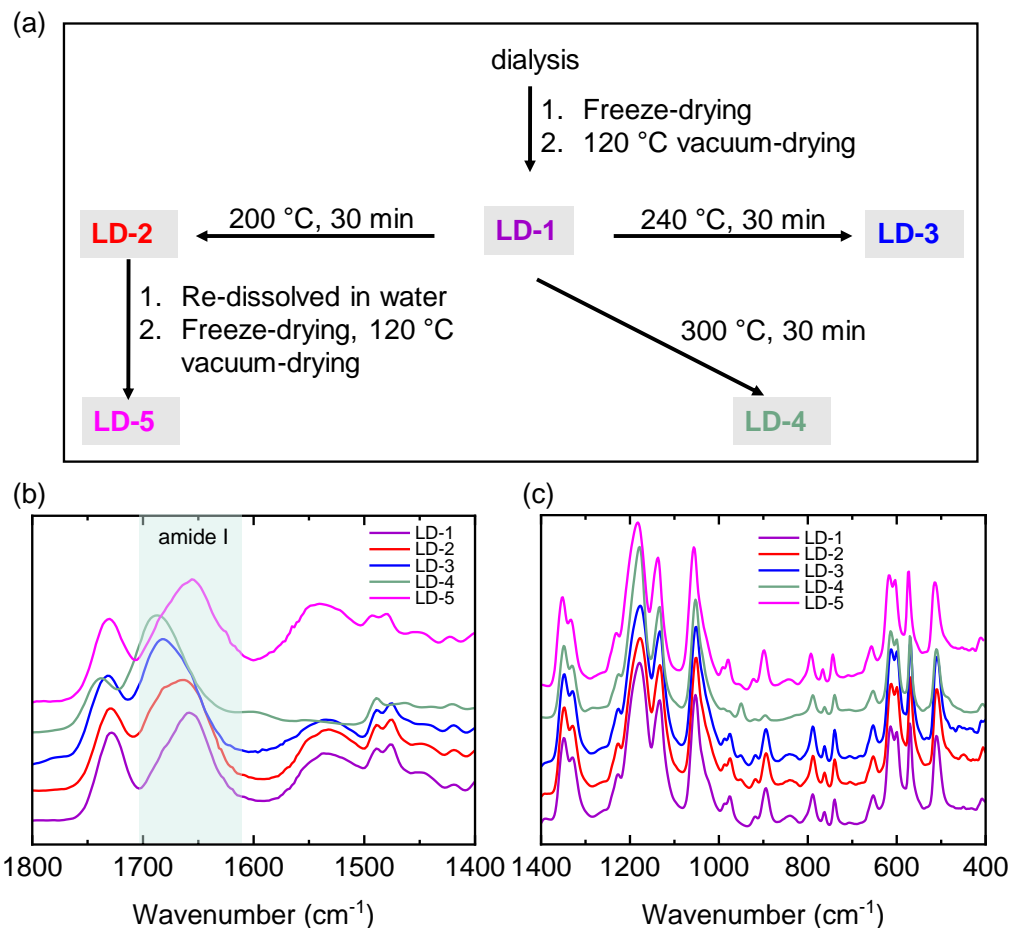 (a)
dialysis
1. Freeze-drying
2. 120 °C vacuum-drying
200 °C, 30 min
240 °C, 30 min
LD-2
LD-1
LD-3
1. Re-dissolved in water
2. Freeze-drying, 120 °C
vacuum-drying
300 °C, 30 min
LD-5
LD-4
(b)
amide I
LD-1
LD-2
LD-3
LD-4
LD-5
1800 1700 1600 1500 1400
Wavenumber (cm⁻¹)
(c)
LD-1
LD-2
LD-3
LD-4
LD-5
1400 1200 1000 800 600 400
Wavenumber (cm⁻¹)